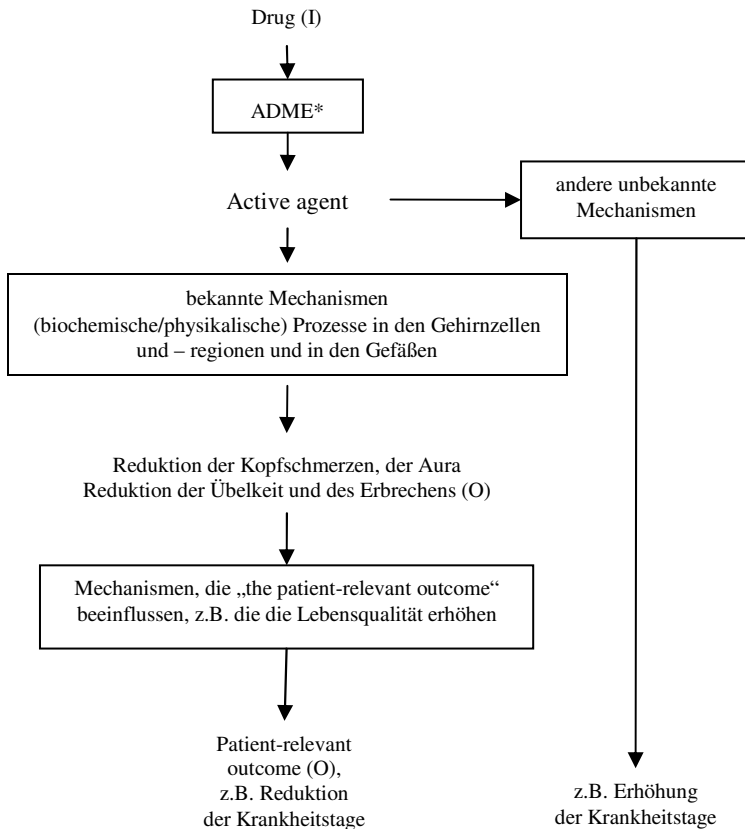 Drug (I)
ADME*
Active agent
andere unbekannte
Mechanismen
bekannte Mechanismen
(biochemische/physikalische) Prozesse in den Gehirnzellen
und – regionen und in den Gefäßen
Reduktion der Kopfschmerzen, der Aura
Reduktion der Übelkeit und des Erbrechens (O)
Mechanismen, die „the patient-relevant outcome“
beeinflussen, z.B. die die Lebensqualität erhöhen
Patient-relevant
outcome (O),
z.B. Reduktion
der Krankheitstage
z.B. Erhöhung
der Krankheitstage